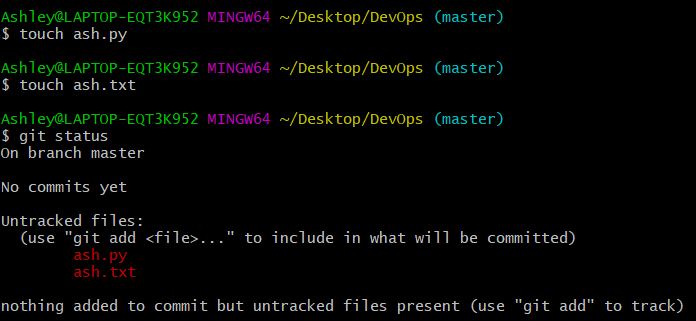 Ashley@LAPTOP-EQT3K952 MINGW64 ~/Desktop/DevOps (master)
$ touch ash.py
Ashley@LAPTOP-EQT3K952 MINGW64 ~/Desktop/DevOps (master)
$ touch ash.txt
Ashley@LAPTOP-EQT3K952 MINGW64 ~/Desktop/DevOps (master)
$ git status
On branch master
No commits yet
Untracked files:
(use "git add <file>..." to include in what will be committed)
ash.py
ash.txt
nothing added to commit but untracked files present (use "git add" to track)